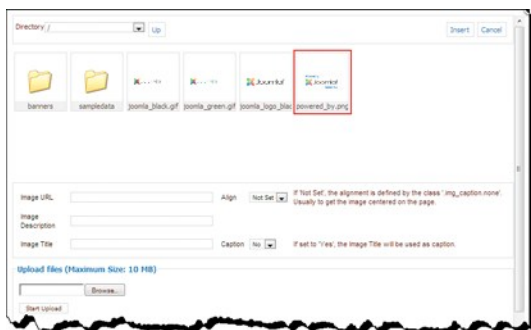 Directory /
Up
Insert Cancel
Joomla!
Joomla!
banners sampledata joomla_black.gif joomla_green.gif joomla_logo_blac powered_by.png
Image URL Align Not Set If 'Not Set', the alignment is defined by the class '.img_caption.none'.
Usually to get the image centered on the page.
Image
Description
Image Title Caption No If set to 'Yes', the Image Title will be used as caption.
Upload files (Maximum Size: 10 MB)
Browse...
Start Upload